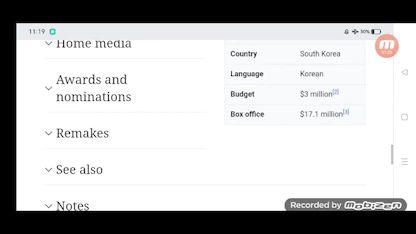 11:19
50%
Home media
Awards and
nominations
Remakes
See also
Notes
Country South Korea
Language Korean
Budget $3 million[2]
Box office $17.1 million[3]
Recorded by mobizen